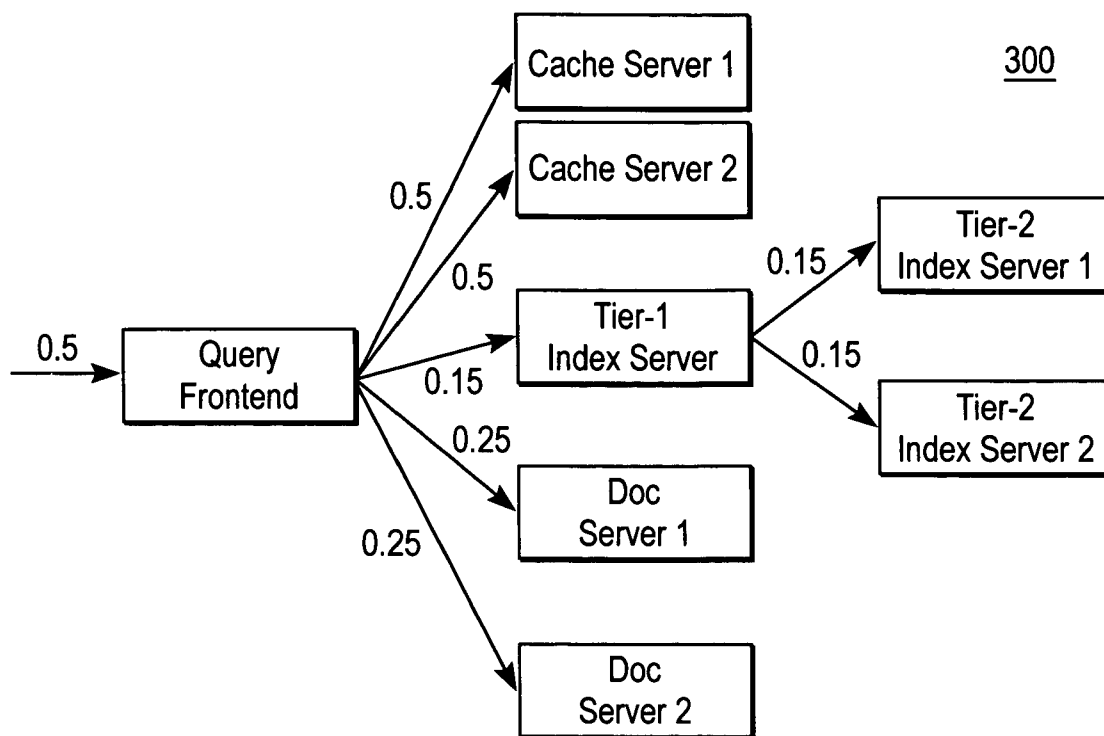 Cache Server 1
300
Cache Server 2
0.5
0.5
Tier-2
Index Server 1
0.15
0.5
Query
Frontend
0.15
Tier-1
Index Server
0.15
Tier-2
Index Server 2
0.25
Doc
Server 1
0.25
Doc
Server 2